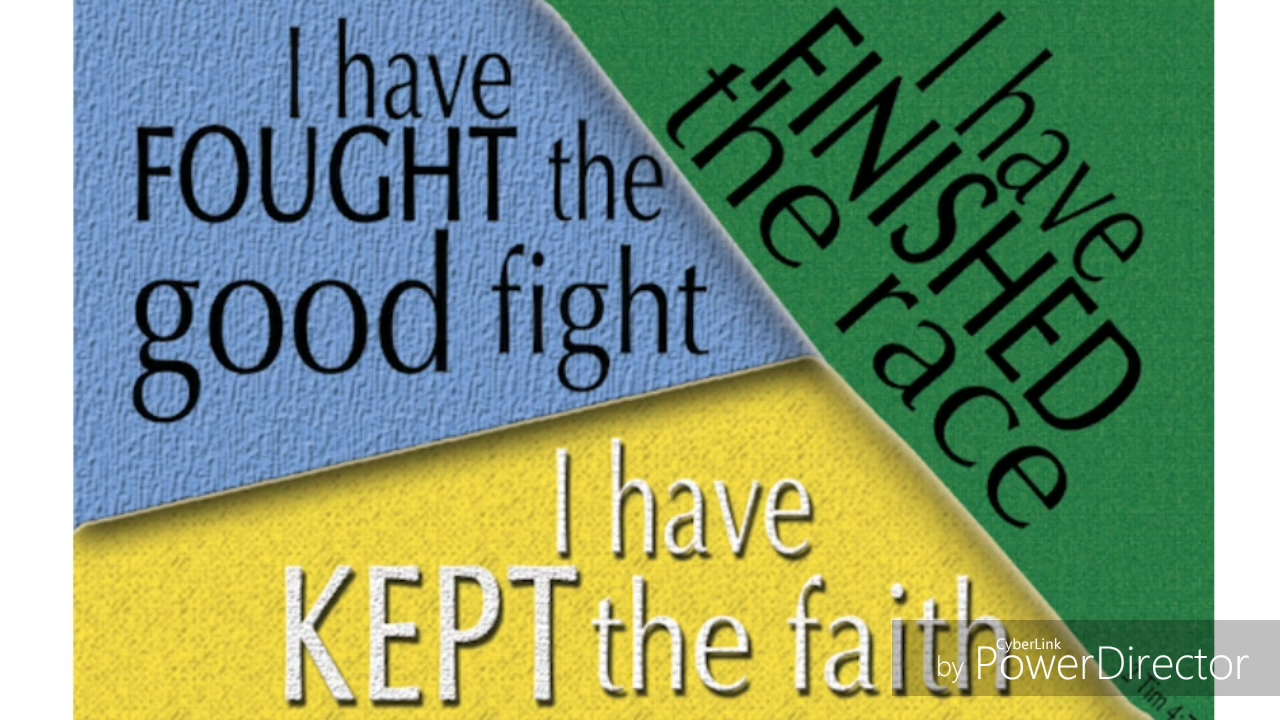 I have
FOUGHT the
good fight
I have
FINISHED
the race
I have
KEPT the faith
CyberLink
by PowerDirector